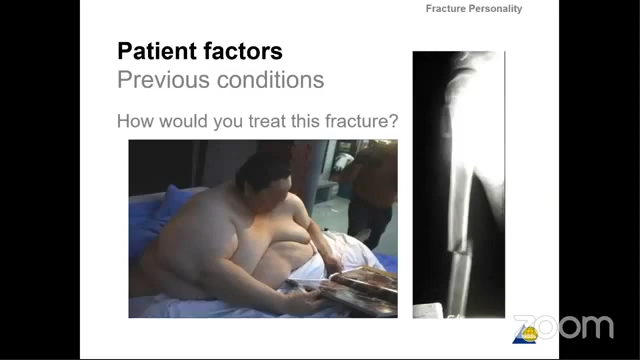 Fracture Personality
Patient factors
Previous conditions
How would you treat this fracture?
zoom